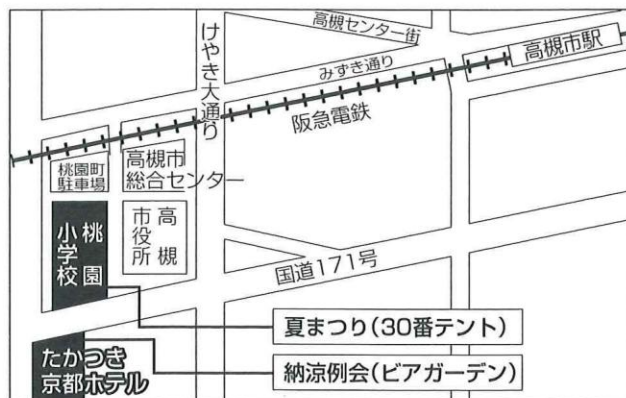 高槻センター街
けやき大通り
みずき通り
高槻市駅
阪急電鉄
桃園町
駐車場
高槻市
総合センター
桃園
小学校
高槻
市役所
国道171号
夏まつり(30番テント)
たかつき
京都ホテル
納涼例会(ビアガーデン)